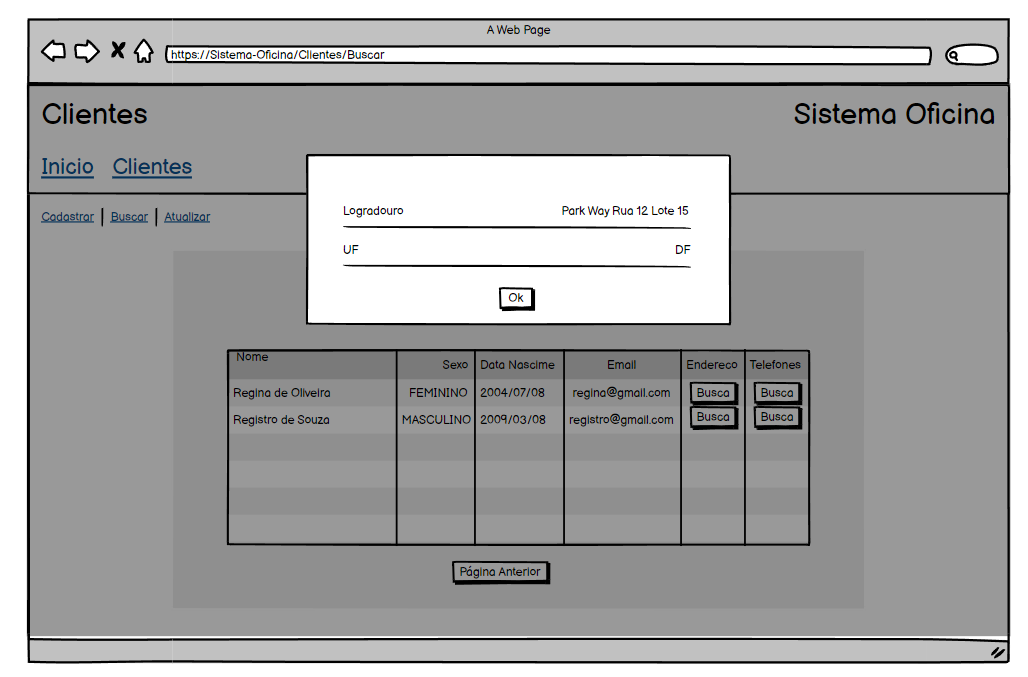 A Web Page
https://Sistema-Oficina/Clientes/Buscar
Clientes Sistema Oficina
Inicio Clientes
Cadastrar | Buscar | Atualizar
Logradouro Park Way Rua 12 Lote 15
UF DF
Ok
Nome Sexo Data Nascime Email Endereco Telefones
Regina de Oliveira FEMININO 2004/07/08 regina@gmail.com Busca Busca
Registro de Souza MASCULINO 2009/03/08 registro@gmail.com Busca Busca
Página Anterior